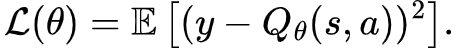 ℒ(θ) = 𝔼 [(y − Q_θ(s, a))²].